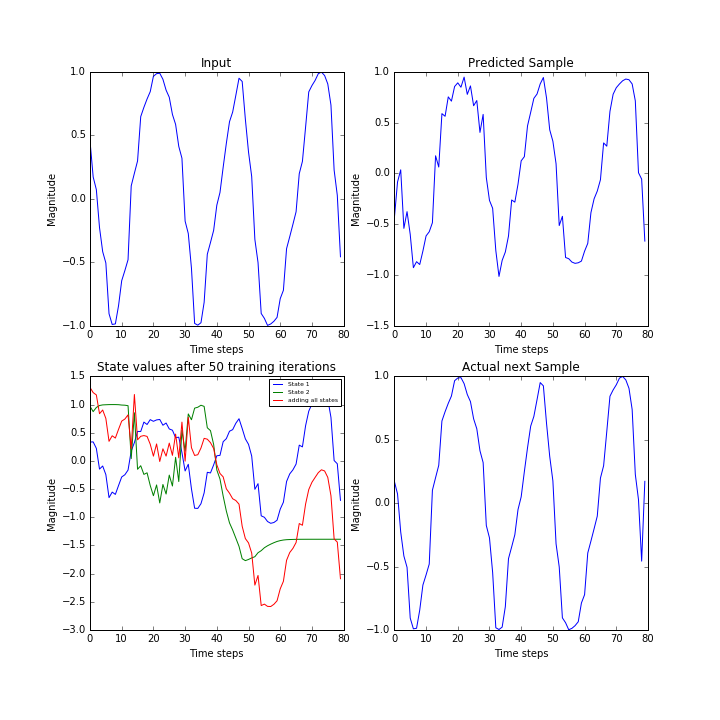 Input
1.0
0.5
0.0
−0.5
−1.0
Magnitude
0 10 20 30 40 50 60 70 80
Time steps
Predicted Sample
1.0
0.5
0.0
−0.5
−1.0
−1.5
Magnitude
0 10 20 30 40 50 60 70 80
Time steps
State values after 50 training iterations
1.5
1.0
0.5
0.0
−0.5
−1.0
−1.5
−2.0
−2.5
−3.0
Magnitude
State 1
State 2
adding all states
0 10 20 30 40 50 60 70 80
Time steps
Actual next Sample
1.0
0.5
0.0
−0.5
−1.0
Magnitude
0 10 20 30 40 50 60 70 80
Time steps